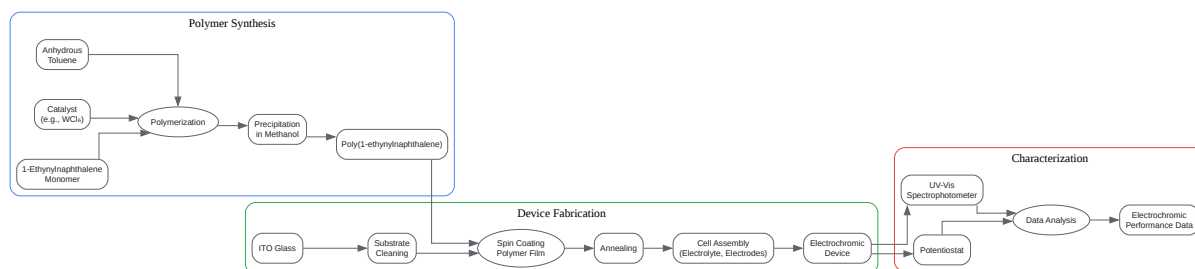 Polymer Synthesis
Anhydrous
Toluene
Catalyst
(e.g., WCl₆)
Polymerization
Precipitation
in Methanol
Poly(1-ethynylnaphthalene)
1-Ethynylnaphthalene
Monomer
Device Fabrication
ITO Glass
Substrate
Cleaning
Spin Coating
Polymer Film
Annealing
Cell Assembly
(Electrolyte, Electrodes)
Electrochromic
Device
Characterization
UV-Vis
Spectrophotometer
Potentiostat
Data Analysis
Electrochromic
Performance Data